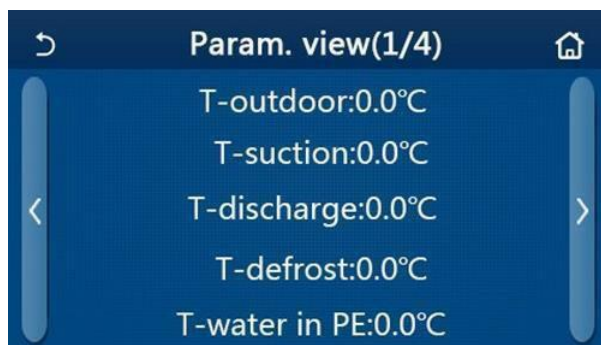 Param. view(1/4)
T-outdoor:0.0℃
T-suction:0.0℃
T-discharge:0.0℃
T-defrost:0.0℃
T-water in PE:0.0℃